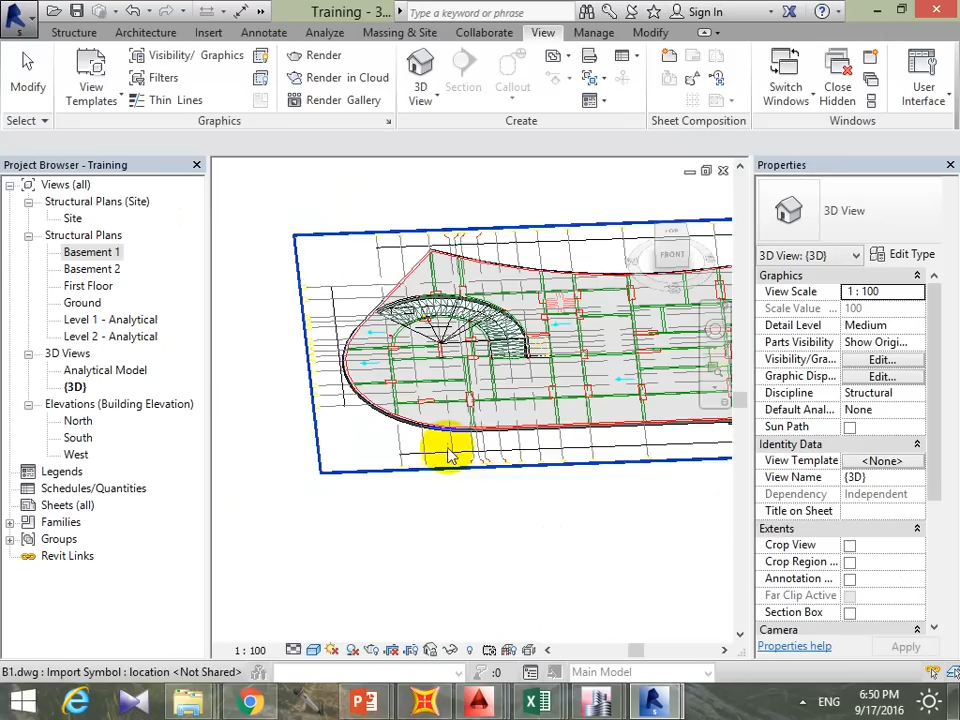 Training - 3...
Type a keyword or phrase
Sign In
Structure
Architecture
Insert
Annotate
Analyze
Massing & Site
Collaborate
View
Manage
Modify
Modify
View
Templates
Visibility/ Graphics
Filters
Thin Lines
Render
Render in Cloud
Render Gallery
3D
View
Section
Callout
Switch
Windows
Close
Hidden
User
Interface
Select
Graphics
Create
Sheet Composition
Windows
Project Browser - Training
Views (all)
Structural Plans (Site)
Site
Structural Plans
Basement 1
Basement 2
First Floor
Ground
Level 1 - Analytical
Level 2 - Analytical
3D Views
Analytical Model
{3D}
Elevations (Building Elevation)
North
South
West
Legends
Schedules/Quantities
Sheets (all)
Families
Groups
Revit Links
FRONT
1 : 100
Properties
3D View
3D View: {3D}
Edit Type
Graphics
View Scale 1 : 100
Scale Value 100
Detail Level Medium
Parts Visibility Show Origi...
Visibility/Gra... Edit...
Graphic Disp... Edit...
Discipline Structural
Default Anal... None
Sun Path
Identity Data
View Template <None>
View Name {3D}
Dependency Independent
Title on Sheet
Extents
Crop View
Crop Region ...
Annotation ...
Far Clip Active
Section Box
Camera
Properties help
Apply
B1.dwg : Import Symbol : location <Not Shared>
:0
Main Model
ENG
6:50 PM
9/17/2016